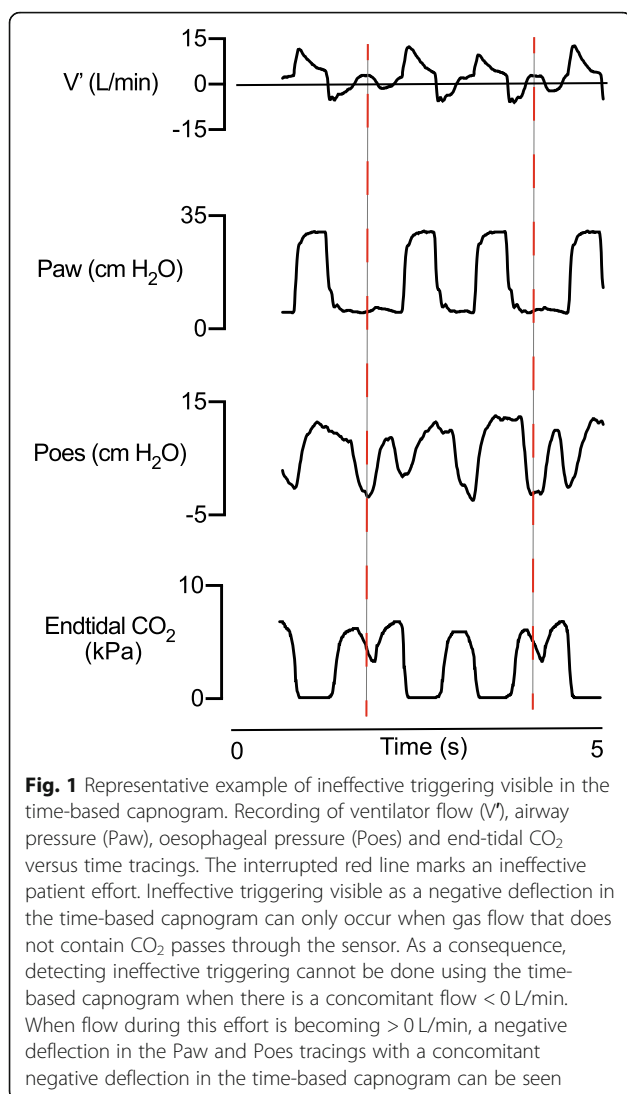 15
V' (L/min)
0
-15
35
Paw (cm H₂O)
0
15
Poes (cm H₂O)
-5
10
Endtidal CO₂
(kPa)
0
0 Time (s) 5
Fig. 1 Representative example of ineffective triggering visible in the
time-based capnogram. Recording of ventilator flow (V′), airway
pressure (Paw), oesophageal pressure (Poes) and end-tidal CO₂
versus time tracings. The interrupted red line marks an ineffective
patient effort. Ineffective triggering visible as a negative deflection in
the time-based capnogram can only occur when gas flow that does
not contain CO₂ passes through the sensor. As a consequence,
detecting ineffective triggering cannot be done using the time-
based capnogram when there is a concomitant flow < 0 L/min.
When flow during this effort is becoming > 0 L/min, a negative
deflection in the Paw and Poes tracings with a concomitant
negative deflection in the time-based capnogram can be seen